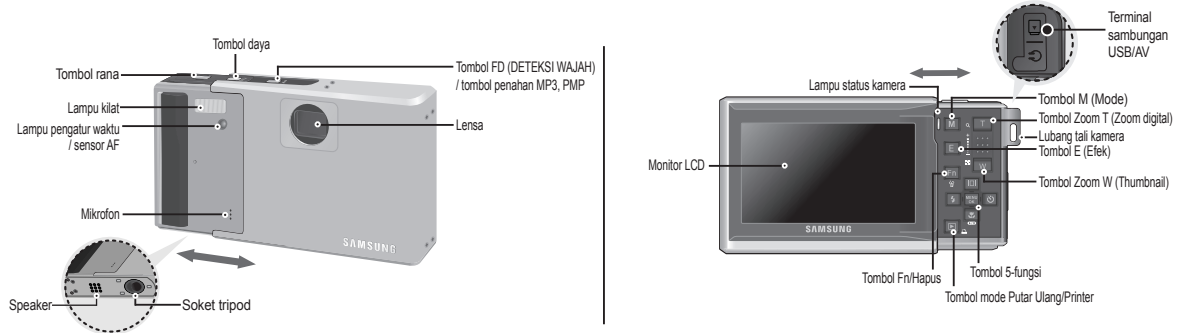 Tombol daya
Tombol rana
Tombol FD (DETEKSI WAJAH)
/ tombol penahan MP3, PMP
Lampu kilat
Lampu pengatur waktu
/ sensor AF
Lensa
Mikrofon
SAMSUNG
Speaker
Soket tripod
Terminal
sambungan
USB/AV
Lampu status kamera
Tombol M (Mode)
Tombol Zoom T (Zoom digital)
Lubang tali kamera
Tombol E (Efek)
Monitor LCD
Tombol Zoom W (Thumbnail)
M
T
E
W
Fn
MENU
OK
SAMSUNG
Tombol Fn/Hapus
Tombol 5-fungsi
Tombol mode Putar Ulang/Printer